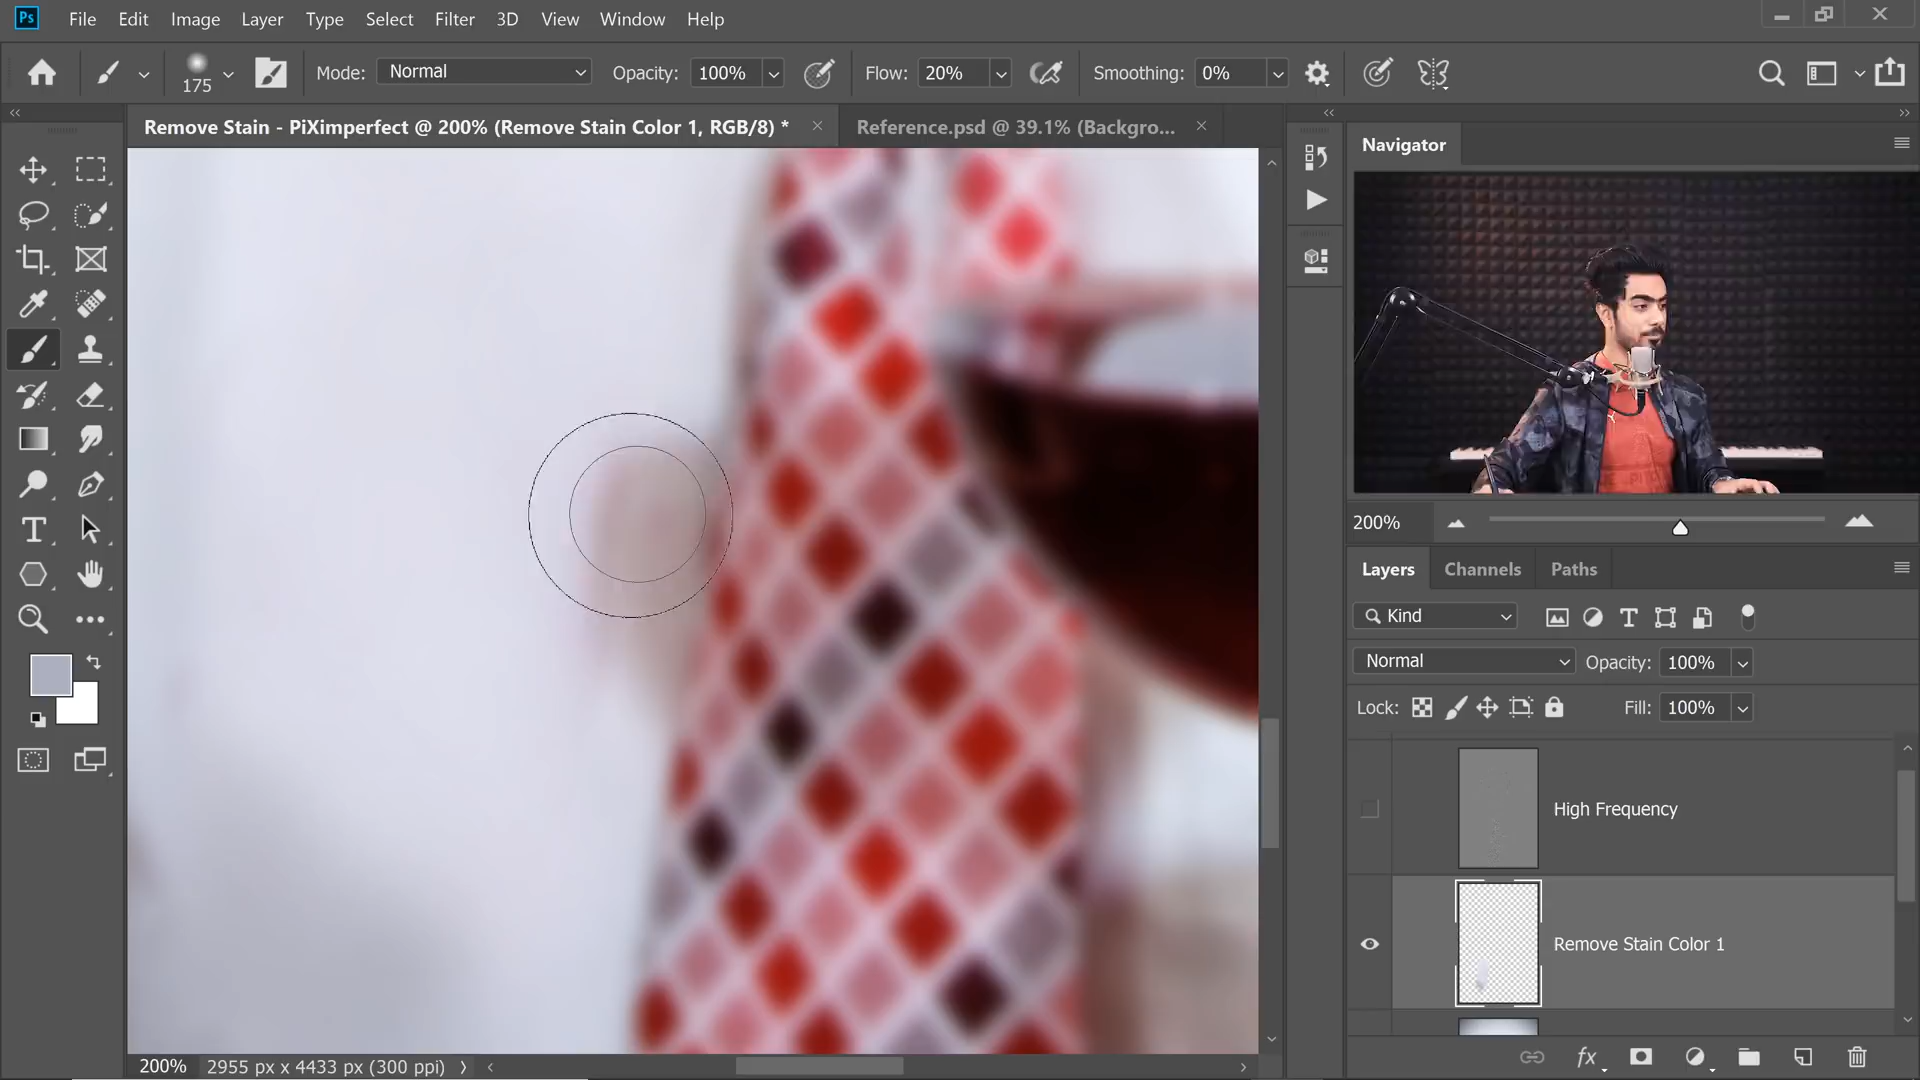 Ps File Edit Image Layer Type Select Filter 3D View Window Help
175 Mode: Normal Opacity: 100% Flow: 20% Smoothing: 0%
Remove Stain - PiXimperfect @ 200% (Remove Stain Color 1, RGB/8) * Reference.psd @ 39.1% (Backgro...
Navigator
200%
Layers Channels Paths
Kind
Normal Opacity: 100%
Lock: Fill: 100%
High Frequency
Remove Stain Color 1
fx
200% 2955 px x 4433 px (300 ppi)